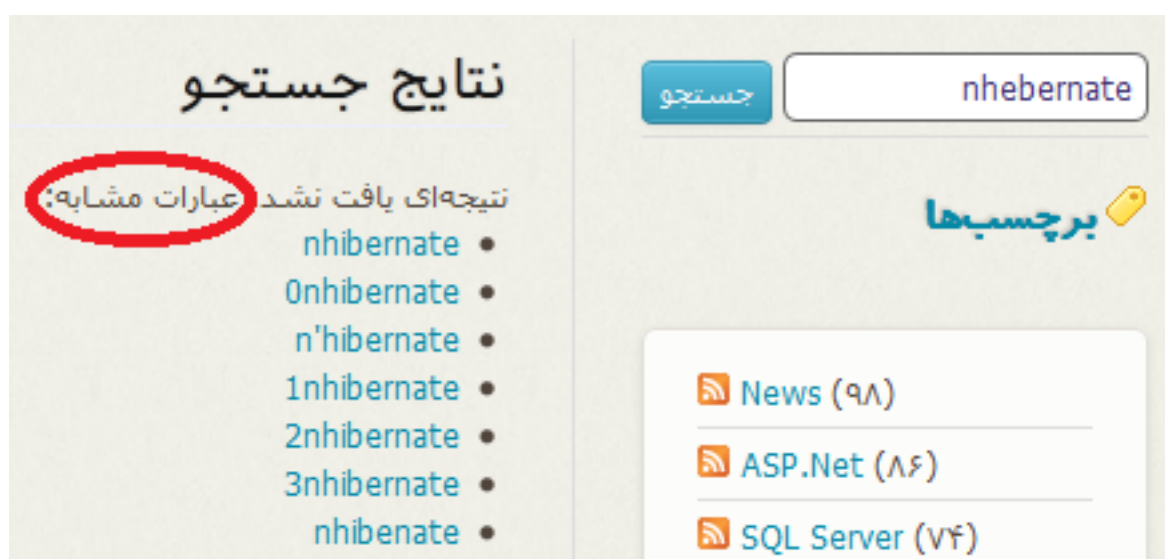 nhebernate
جستجو
برچسب‌ها
News (۹۸)
ASP.Net (۸۶)
SQL Server (۷۴)
نتایج جستجو
نتیجه‌ای یافت نشد عبارات مشابه:
nhibernate
0nhibernate
n'hibernate
1nhibernate
2nhibernate
3nhibernate
nhibenate